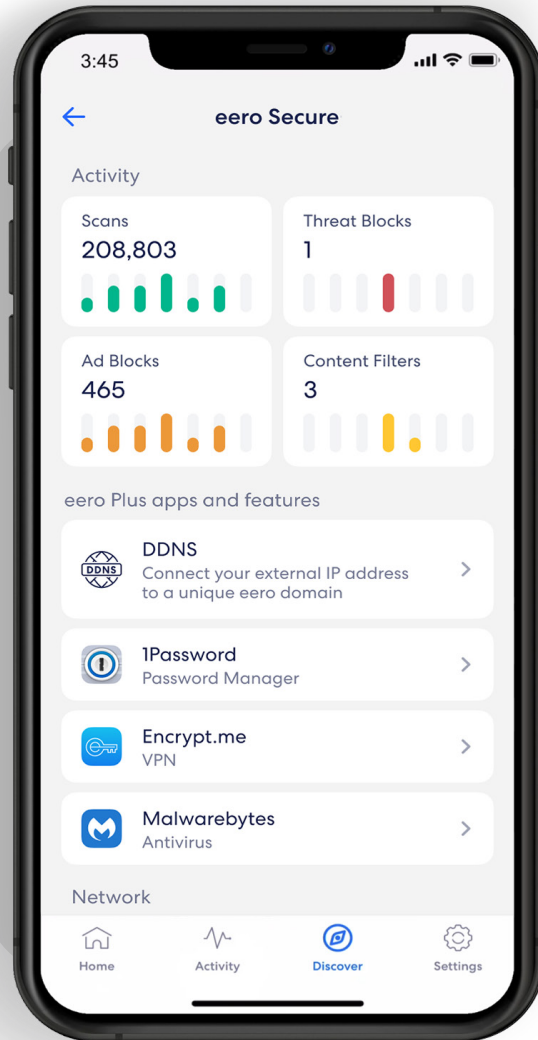 3:45
eero Secure
Activity
Scans
208,803
Threat Blocks
1
Ad Blocks
465
Content Filters
3
eero Plus apps and features
DDNS
DDNS
Connect your external IP address
to a unique eero domain
1Password
Password Manager
Encrypt.me
VPN
Malwarebytes
Antivirus
Network
Home
Activity
Discover
Settings